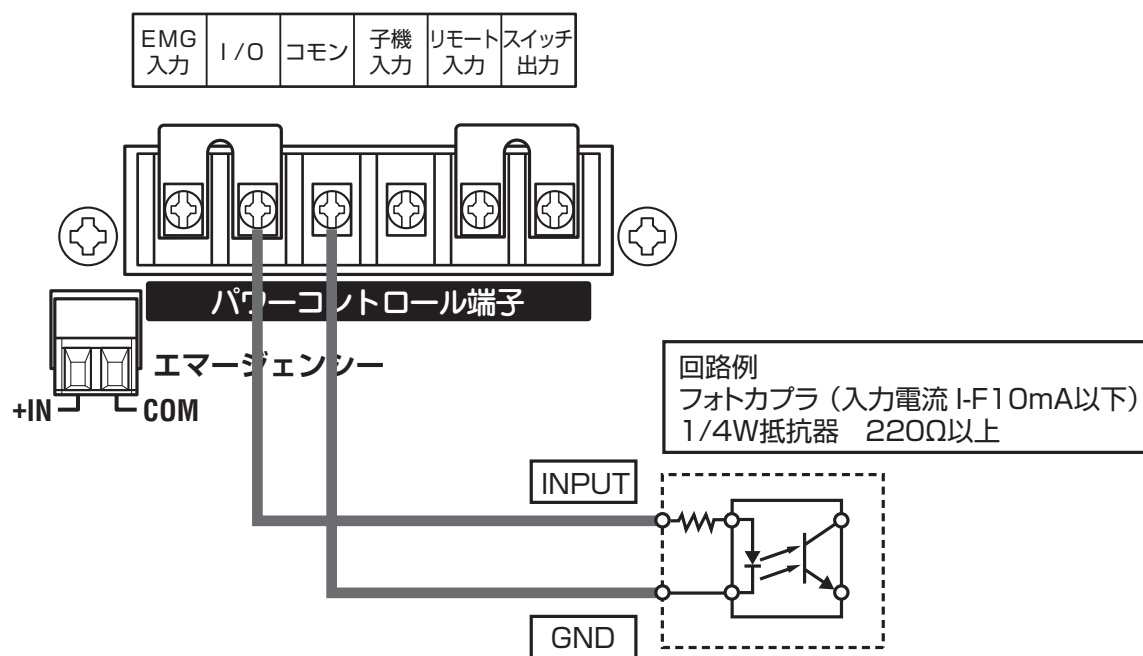 EMG
入力
I/O
コモン
子機
入力
リモート
入力
スイッチ
出力
パワーコントロール端子
エマージェンシー
+IN
COM
回路例
フォトカプラ（入力電流 I-F10mA以下）
1/4W抵抗器　220Ω以上
INPUT
GND